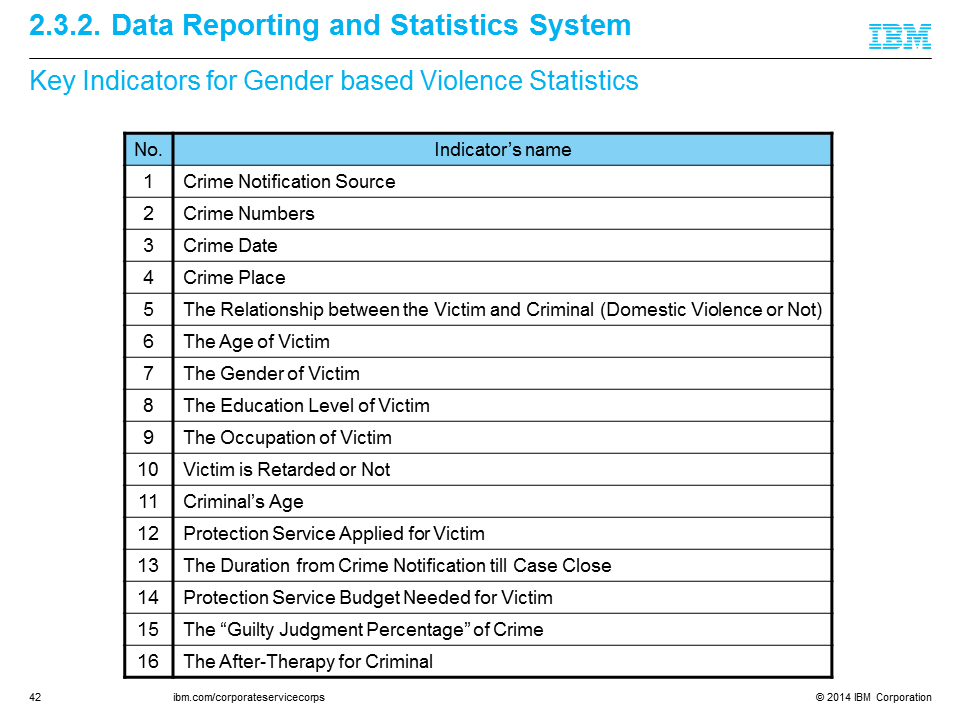 2.3.2. Data Reporting and Statistics System
IBM
Key Indicators for Gender based Violence Statistics
No. Indicator’s name
1 Crime Notification Source
2 Crime Numbers
3 Crime Date
4 Crime Place
5 The Relationship between the Victim and Criminal (Domestic Violence or Not)
6 The Age of Victim
7 The Gender of Victim
8 The Education Level of Victim
9 The Occupation of Victim
10 Victim is Retarded or Not
11 Criminal’s Age
12 Protection Service Applied for Victim
13 The Duration from Crime Notification till Case Close
14 Protection Service Budget Needed for Victim
15 The “Guilty Judgment Percentage” of Crime
16 The After-Therapy for Criminal
42 ibm.com/corporateservicecorps © 2014 IBM Corporation